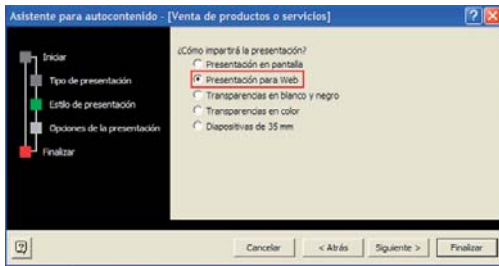 Asistente para autocontenido - [Venta de productos o servicios]
Iniciar
Tipo de presentación
Estilo de presentación
Opciones de la presentación
Finalizar
¿Cómo impartirá la presentación?
Presentación en pantalla
Presentación para Web
Transparencias en blanco y negro
Transparencias en color
Diapositivas de 35 mm
Cancelar
< Atrás
Siguiente >
Finalizar